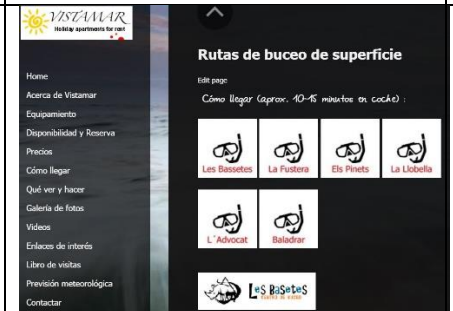 VISTAMAR
Holiday apartments for rent
Home
Acerca de Vistamar
Equipamiento
Disponibilidad y Reserva
Precios
Cómo llegar
Qué ver y hacer
Galería de fotos
Videos
Enlaces de interés
Libro de visitas
Previsión meteorológica
Contactar
Rutas de buceo de superficie
Edit page
Cómo llegar (aprox. 10-15 minutos en coche) :
Les Bassetes
La Fustera
Els Pinets
La Llobella
L´Advocat
Baladrar
Les BaSeteS